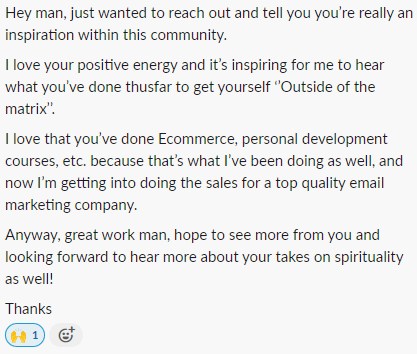 Hey man, just wanted to reach out and tell you you're really an
inspiration within this community.
I love your positive energy and it's inspiring for me to hear
what you've done thusfar to get yourself ‘'Outside of the
matrix’'.
I love that you've done Ecommerce, personal development
courses, etc. because that's what I've been doing as well, and
now I'm getting into doing the sales for a top quality email
marketing company.
Anyway, great work man, hope to see more from you and
looking forward to hear more about your takes on spirituality
as well!
Thanks
🙌 1